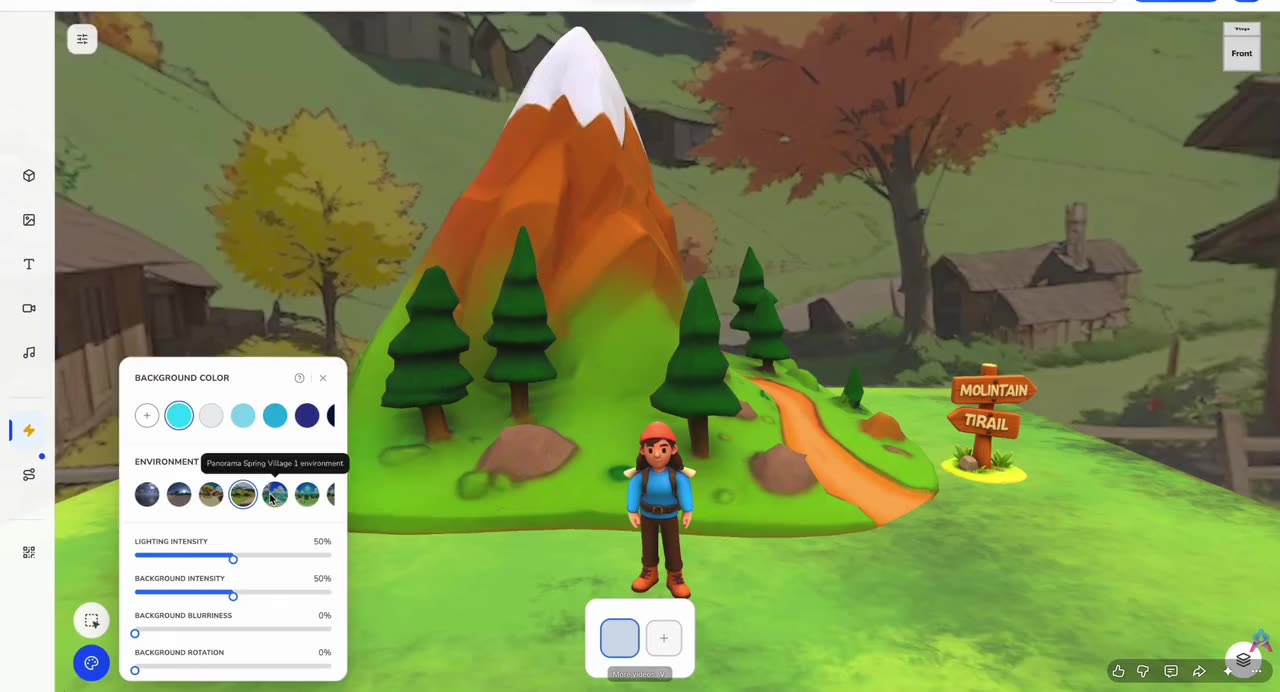 Front
MOUNTAIN
TIRAIL
BACKGROUND COLOR
ENVIRONMENT
Panorama Spring Village 1 environment
LIGHTING INTENSITY 50%
BACKGROUND INTENSITY 50%
BACKGROUND BLURRINESS 0%
BACKGROUND ROTATION 0%